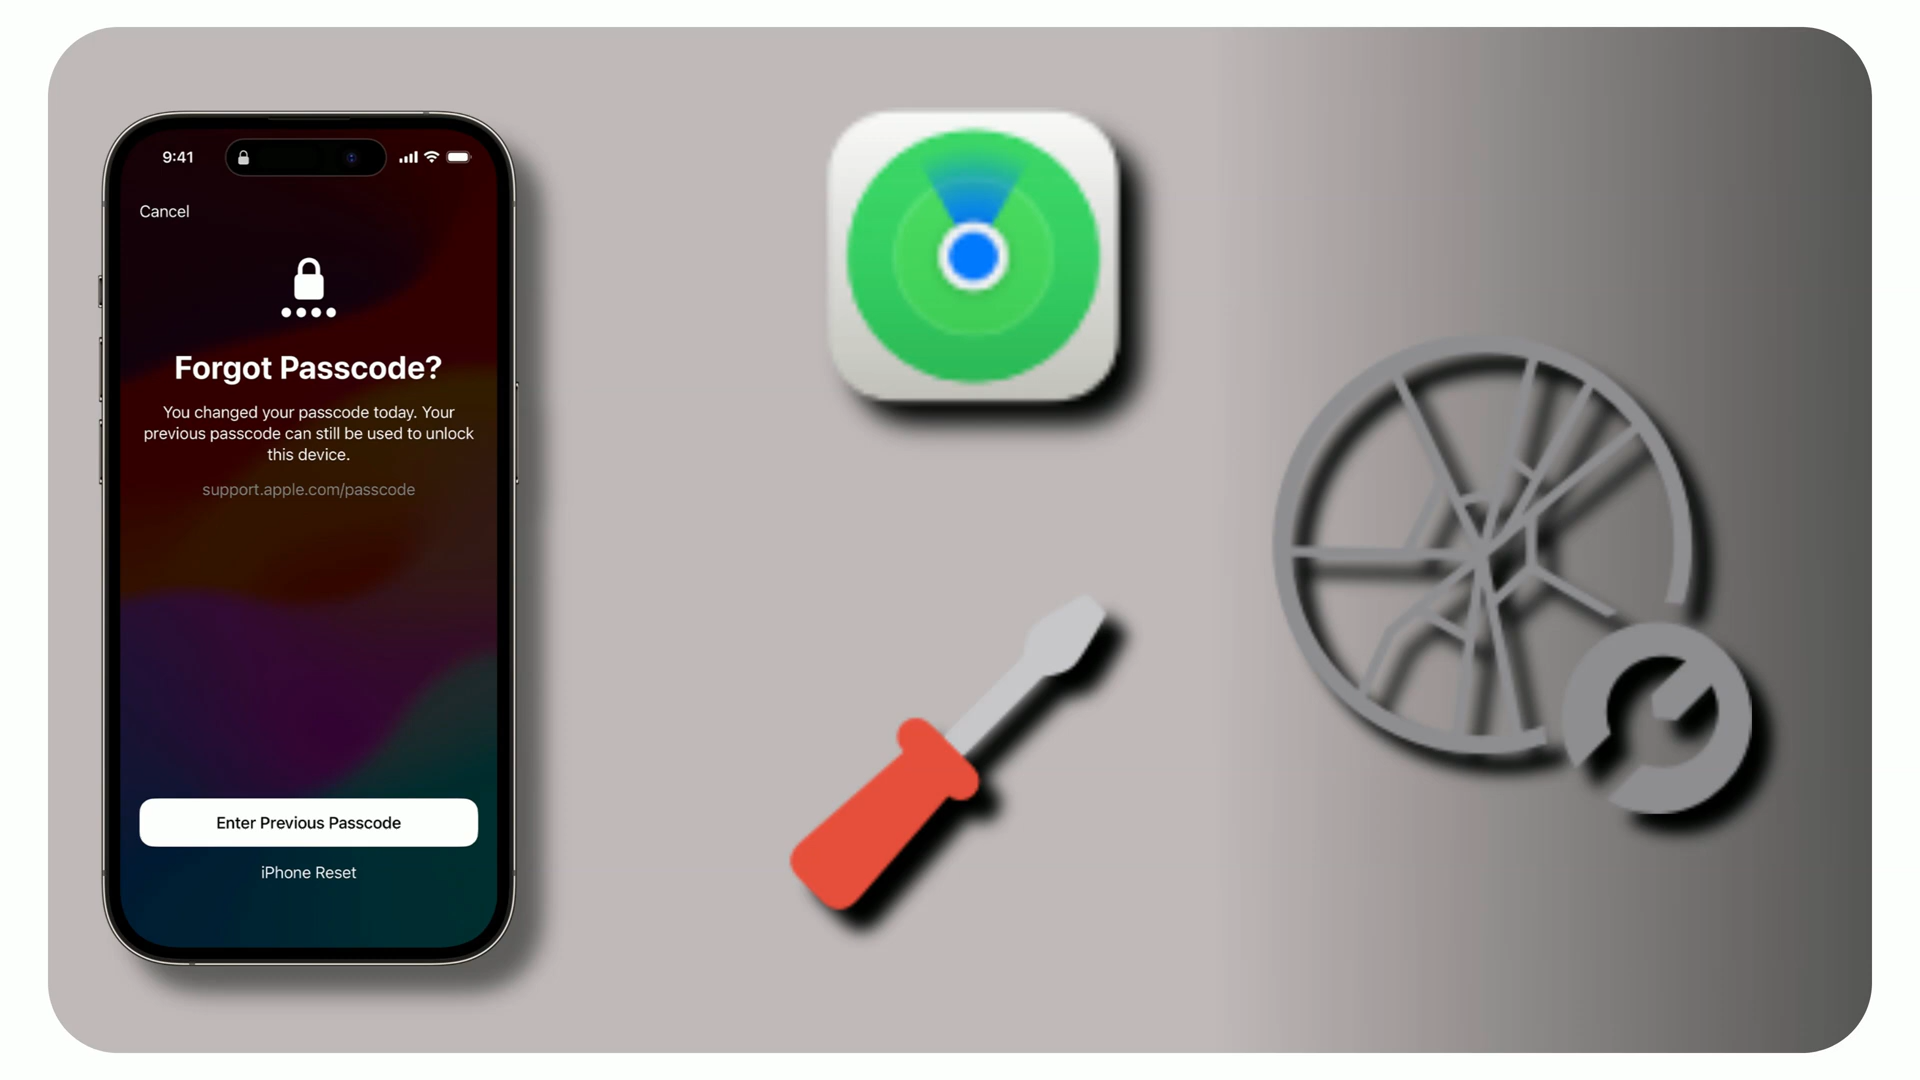 9:41
Cancel
Forgot Passcode?
You changed your passcode today. Your
previous passcode can still be used to unlock
this device.
support.apple.com/passcode
Enter Previous Passcode
iPhone Reset